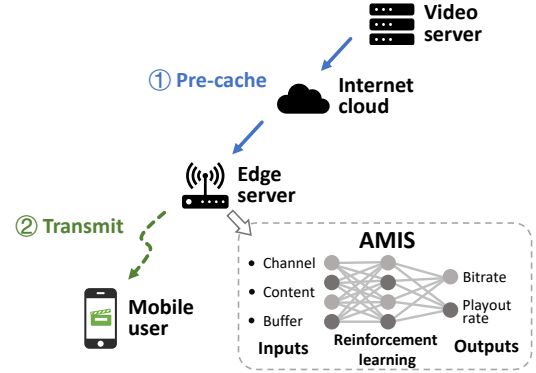 Video
server
① Pre-cache
Internet
cloud
Edge
server
② Transmit
Mobile
user
AMIS
• Channel
• Content
• Buffer
Bitrate
Playout
rate
Inputs
Reinforcement
learning
Outputs